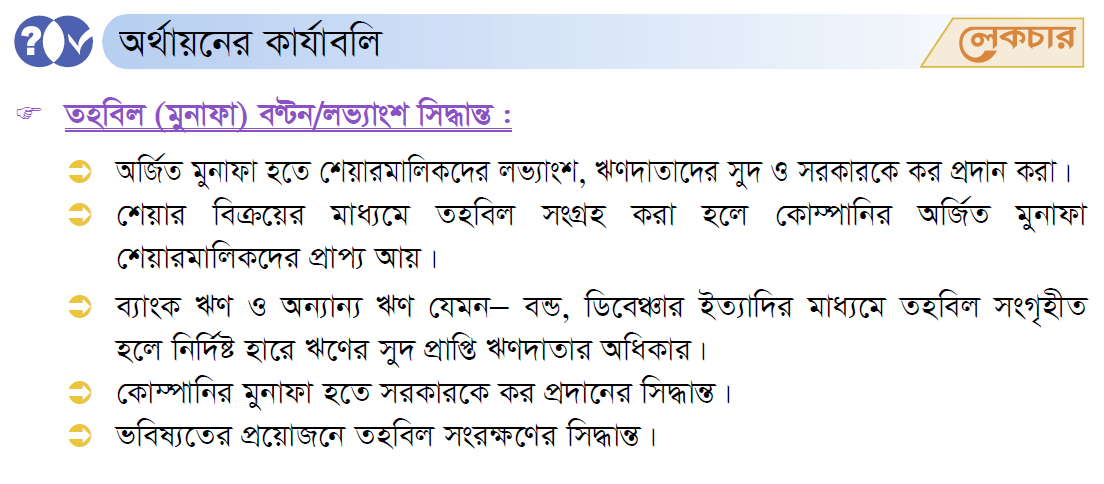 অর্থায়নের কার্যাবলি
লেকচার
তহবিল (মুনাফা) বণ্টন/লভ্যাংশ সিদ্ধান্ত :
অর্জিত মুনাফা হতে শেয়ারমালিকদের লভ্যাংশ, ঋণদাতাদের সুদ ও সরকারকে কর প্রদান করা।
শেয়ার বিক্রয়ের মাধ্যমে তহবিল সংগ্রহ করা হলে কোম্পানির অর্জিত মুনাফা
শেয়ারমালিকদের প্রাপ্য আয়।
ব্যাংক ঋণ ও অন্যান্য ঋণ যেমন– বন্ড, ডিবেঞ্চার ইত্যাদির মাধ্যমে তহবিল সংগৃহীত
হলে নির্দিষ্ট হারে ঋণের সুদ প্রাপ্তি ঋণদাতার অধিকার।
কোম্পানির মুনাফা হতে সরকারকে কর প্রদানের সিদ্ধান্ত।
ভবিষ্যতের প্রয়োজনে তহবিল সংরক্ষণের সিদ্ধান্ত।